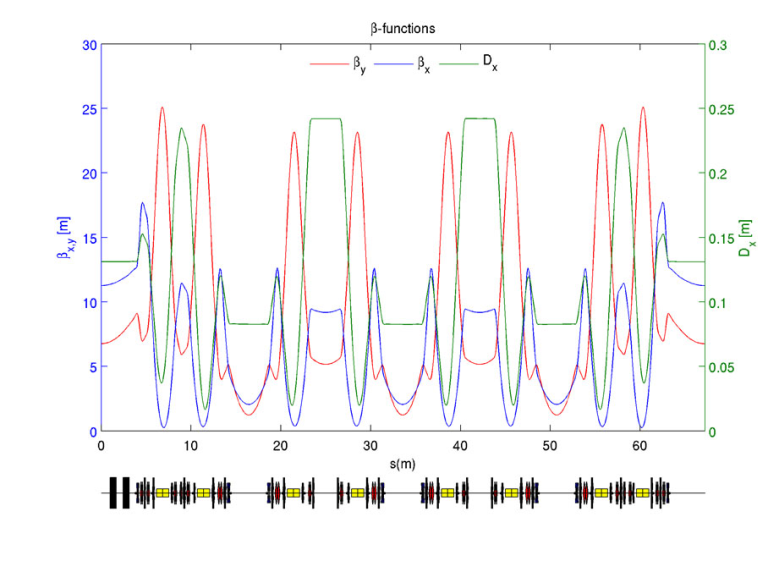 β-functions
β_y β_x D_x
30 0.3
25 0.25
20 0.2
15 0.15
10 0.1
5 0.05
0 0
β_x,y [m]
D_x [m]
0 10 20 30 40 50 60
s(m)